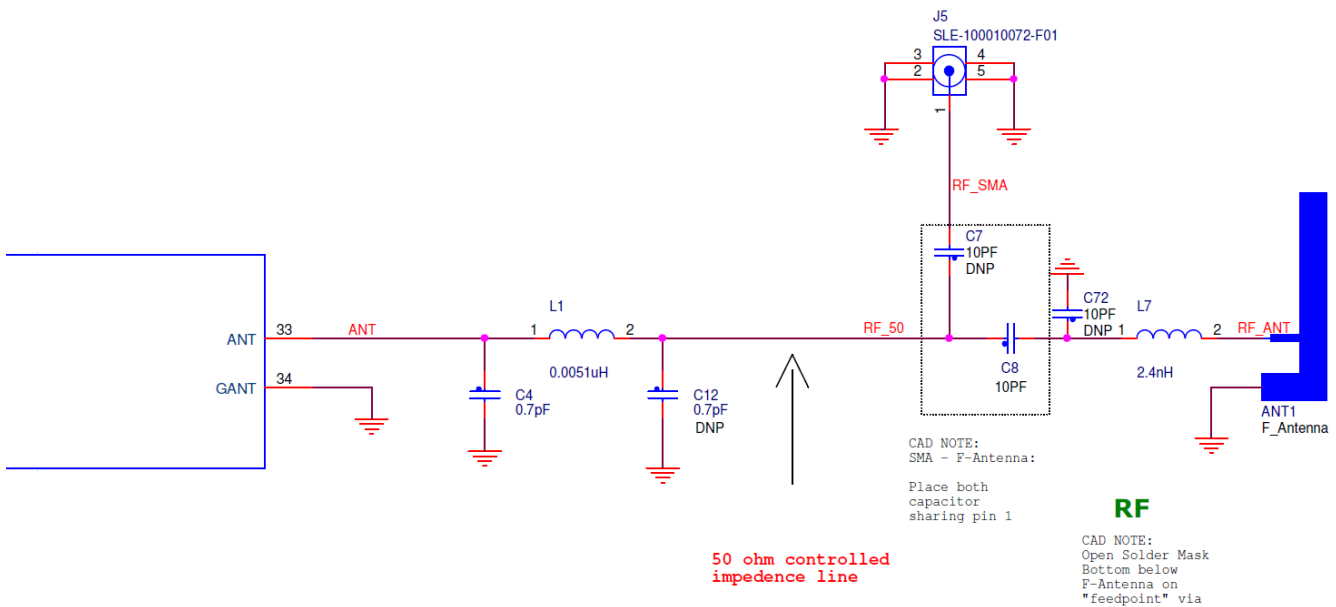 J5
SLE-100010072-F01
3
4
2
5
1
RF_SMA
C7
10PF
DNP
C72
10PF
DNP
L1
L7
33
ANT
1
2
RF_50
1
2
RF_ANT
ANT
34
GANT
0.0051uH
C8
10PF
2.4nH
C4
0.7pF
C12
0.7pF
DNP
ANT1
F_Antenna
CAD NOTE:
SMA - F-Antenna:
Place both
capacitor
sharing pin 1
RF
CAD NOTE:
Open Solder Mask
Bottom below
F-Antenna on
"feedpoint" via
50 ohm controlled
impedence line